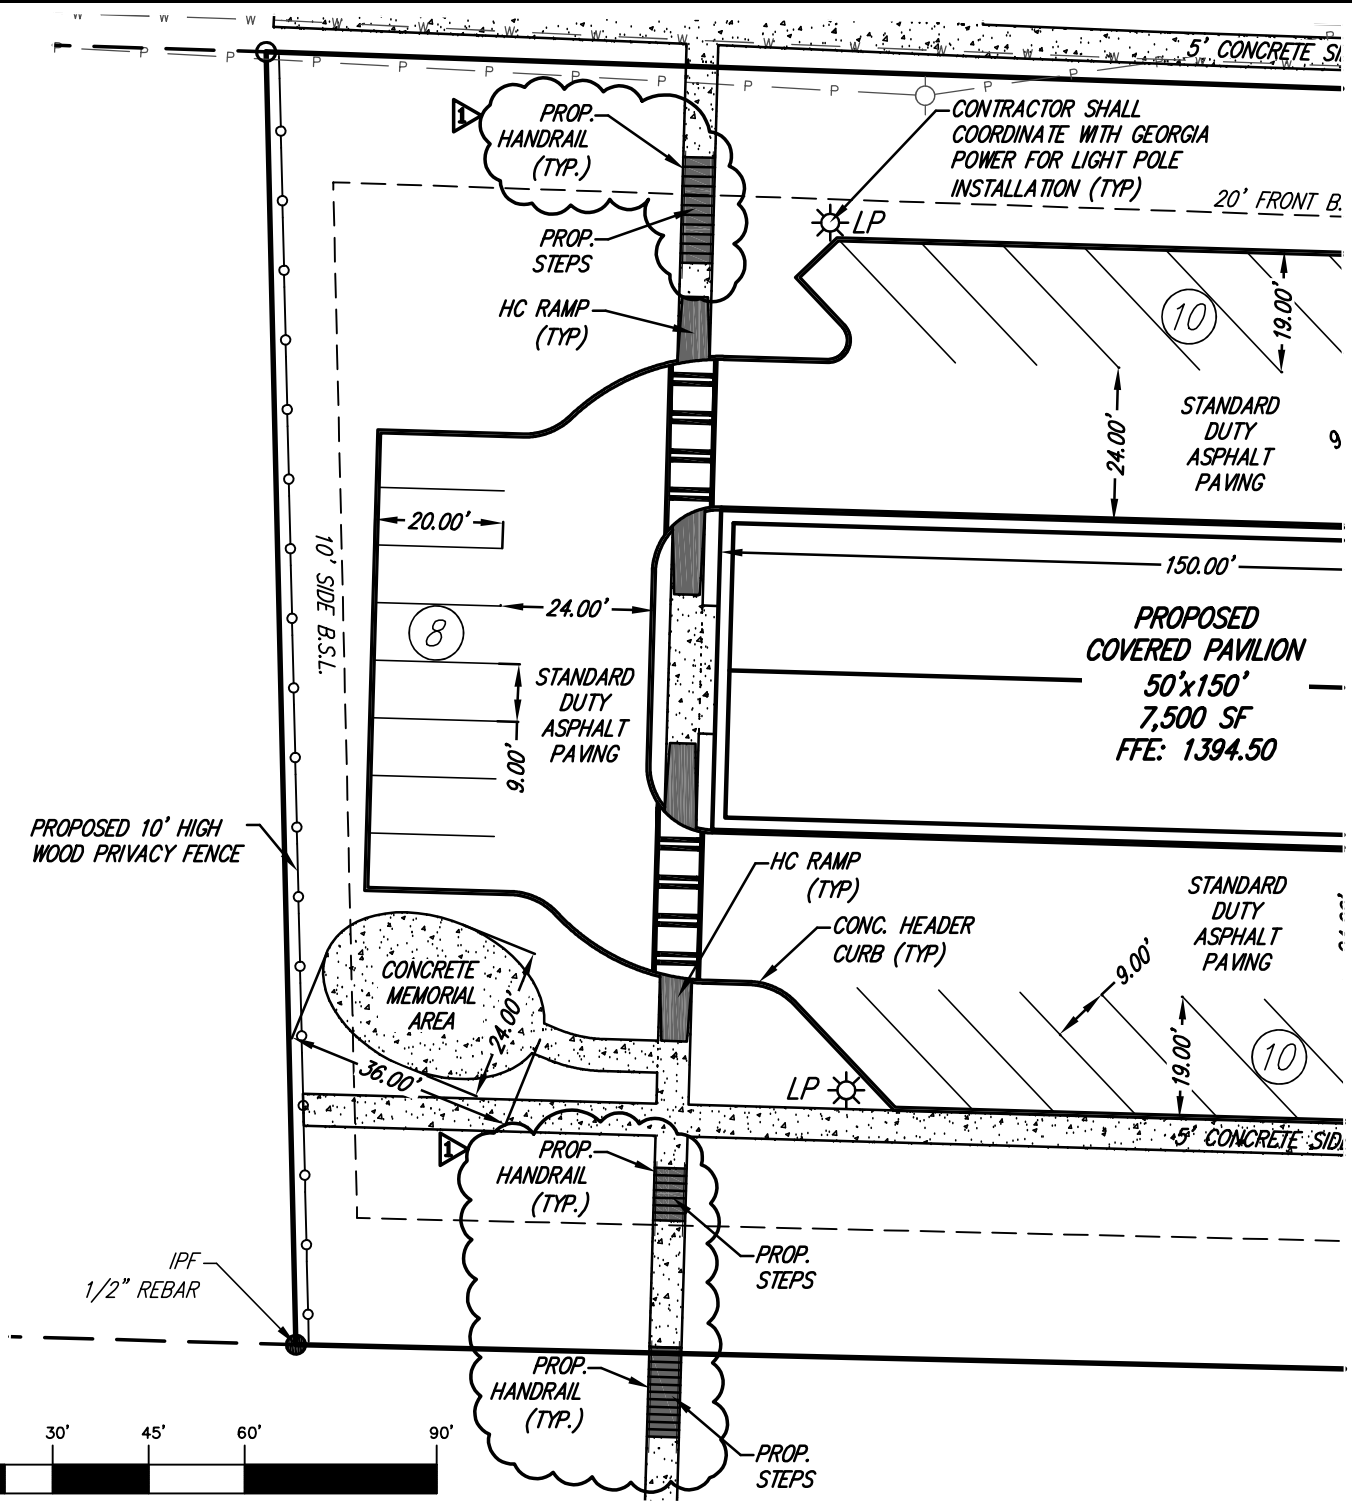 W W W W W W W W W W W W W W
P P P P P P P P P P P P P
5' CONCRETE
1
PROP.
HANDRAIL
(TYP.)
CONTRACTOR SHALL
COORDINATE WITH GEORGIA
POWER FOR LIGHT POLE
INSTALLATION (TYP)
20' FRONT B.
LP
PROP.
STEPS
HC RAMP
(TYP)
10
19.00'
24.00'
STANDARD
DUTY
ASPHALT
PAVING
9
20.00'
10' SIDE B.S.L.
8
24.00'
150.00'
PROPOSED
COVERED PAVILION
50'x150'
7,500 SF
FFE: 1394.50
STANDARD
DUTY
ASPHALT
PAVING
9.00'
PROPOSED 10' HIGH
WOOD PRIVACY FENCE
HC RAMP
(TYP)
CONC. HEADER
CURB (TYP)
STANDARD
DUTY
ASPHALT
PAVING
9.00'
CONCRETE
MEMORIAL
AREA
24.00'
36.00'
19.00'
10
LP
5' CONCRETE SID
1
PROP.
HANDRAIL
(TYP.)
PROP.
STEPS
IPF
1/2" REBAR
PROP.
HANDRAIL
(TYP.)
PROP.
STEPS
30' 45' 60' 90'